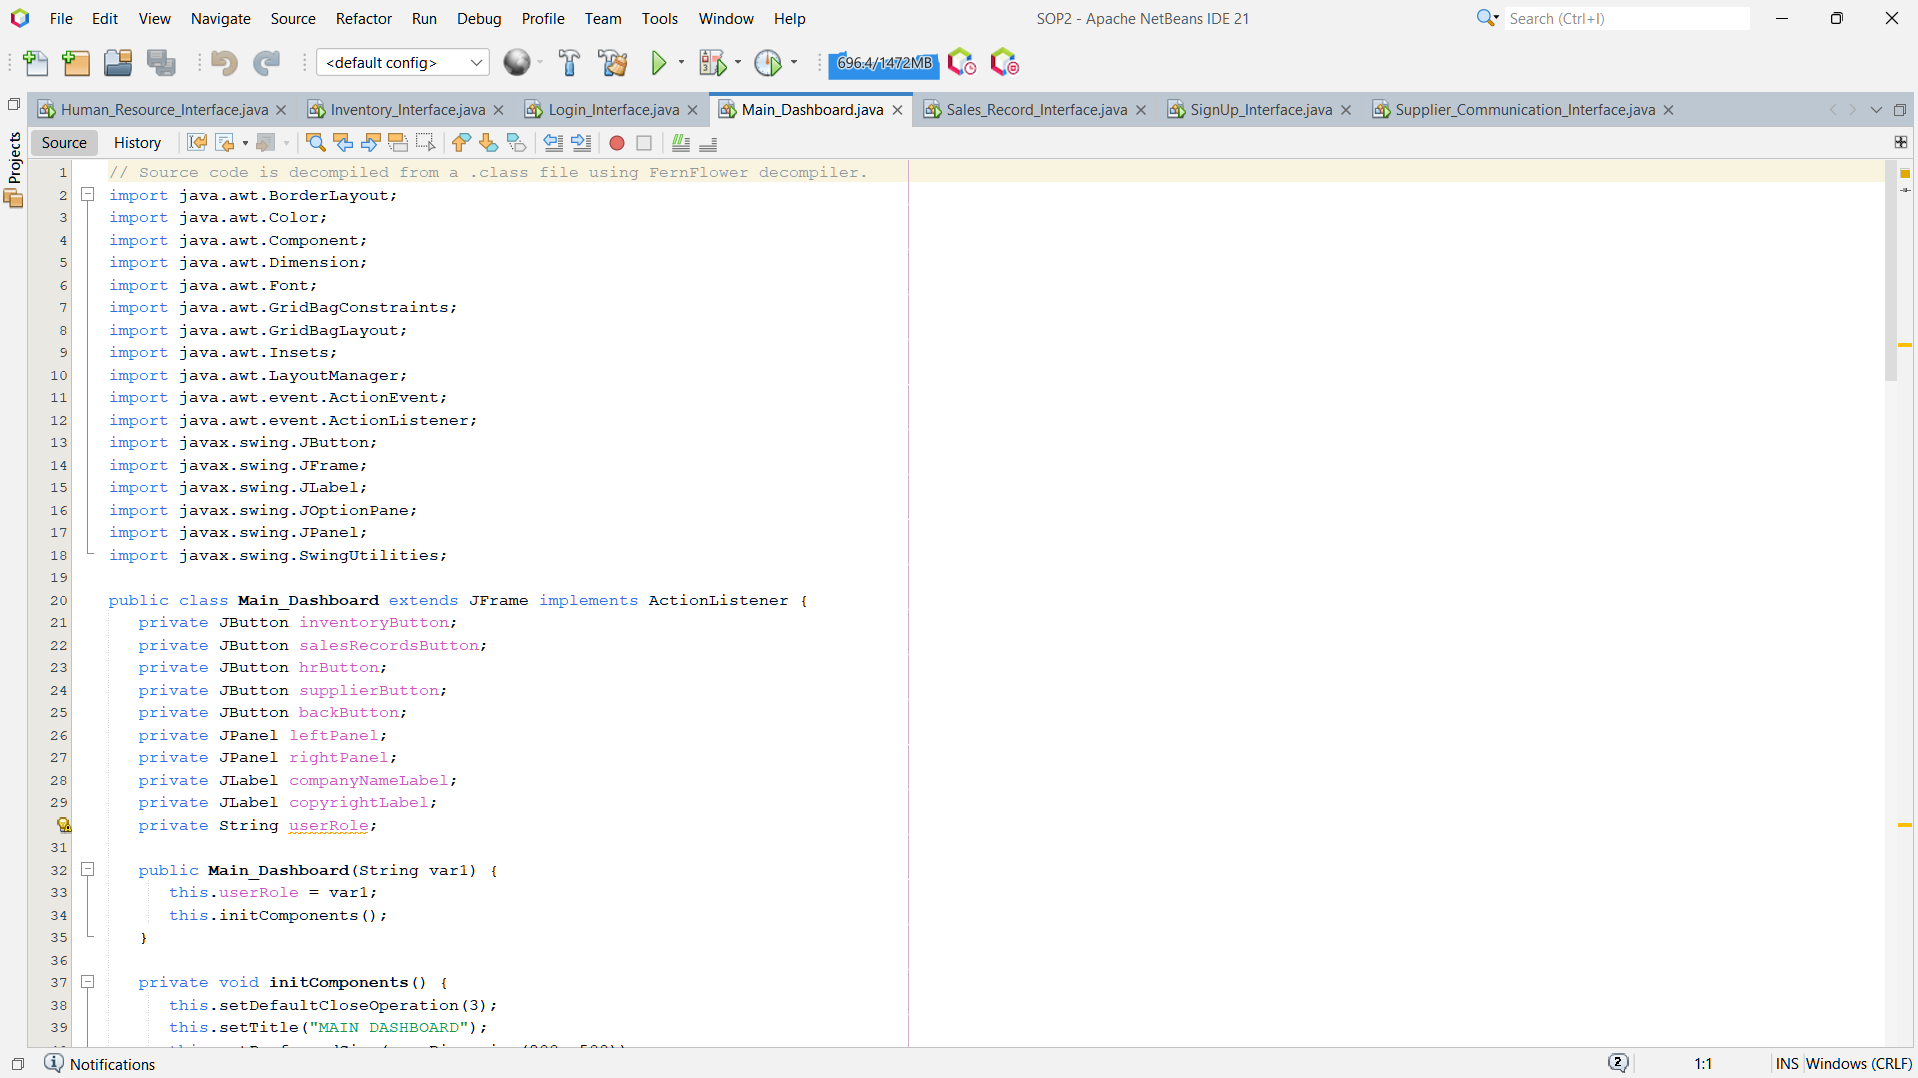 File Edit View Navigate Source Refactor Run Debug Profile Team Tools Window Help
SOP2 - Apache NetBeans IDE 21
Search (Ctrl+I)
<default config>
696.4/1472MB
Human_Resource_Interface.java Inventory_Interface.java Login_Interface.java Main_Dashboard.java Sales_Record_Interface.java SignUp_Interface.java Supplier_Communication_Interface.java
Projects
Source History
1 // Source code is decompiled from a .class file using FernFlower decompiler.
2 import java.awt.BorderLayout;
3 import java.awt.Color;
4 import java.awt.Component;
5 import java.awt.Dimension;
6 import java.awt.Font;
7 import java.awt.GridBagConstraints;
8 import java.awt.GridBagLayout;
9 import java.awt.Insets;
10 import java.awt.LayoutManager;
11 import java.awt.event.ActionEvent;
12 import java.awt.event.ActionListener;
13 import javax.swing.JButton;
14 import javax.swing.JFrame;
15 import javax.swing.JLabel;
16 import javax.swing.JOptionPane;
17 import javax.swing.JPanel;
18 import javax.swing.SwingUtilities;
19
20 public class Main_Dashboard extends JFrame implements ActionListener {
21 private JButton inventoryButton;
22 private JButton salesRecordsButton;
23 private JButton hrButton;
24 private JButton supplierButton;
25 private JButton backButton;
26 private JPanel leftPanel;
27 private JPanel rightPanel;
28 private JLabel companyNameLabel;
29 private JLabel copyrightLabel;
private String userRole;
31
32 public Main_Dashboard(String var1) {
33 this.userRole = var1;
34 this.initComponents();
35 }
36
37 private void initComponents() {
38 this.setDefaultCloseOperation(3);
39 this.setTitle("MAIN DASHBOARD");
Notifications
2
1:1
INS
Windows (CRLF)